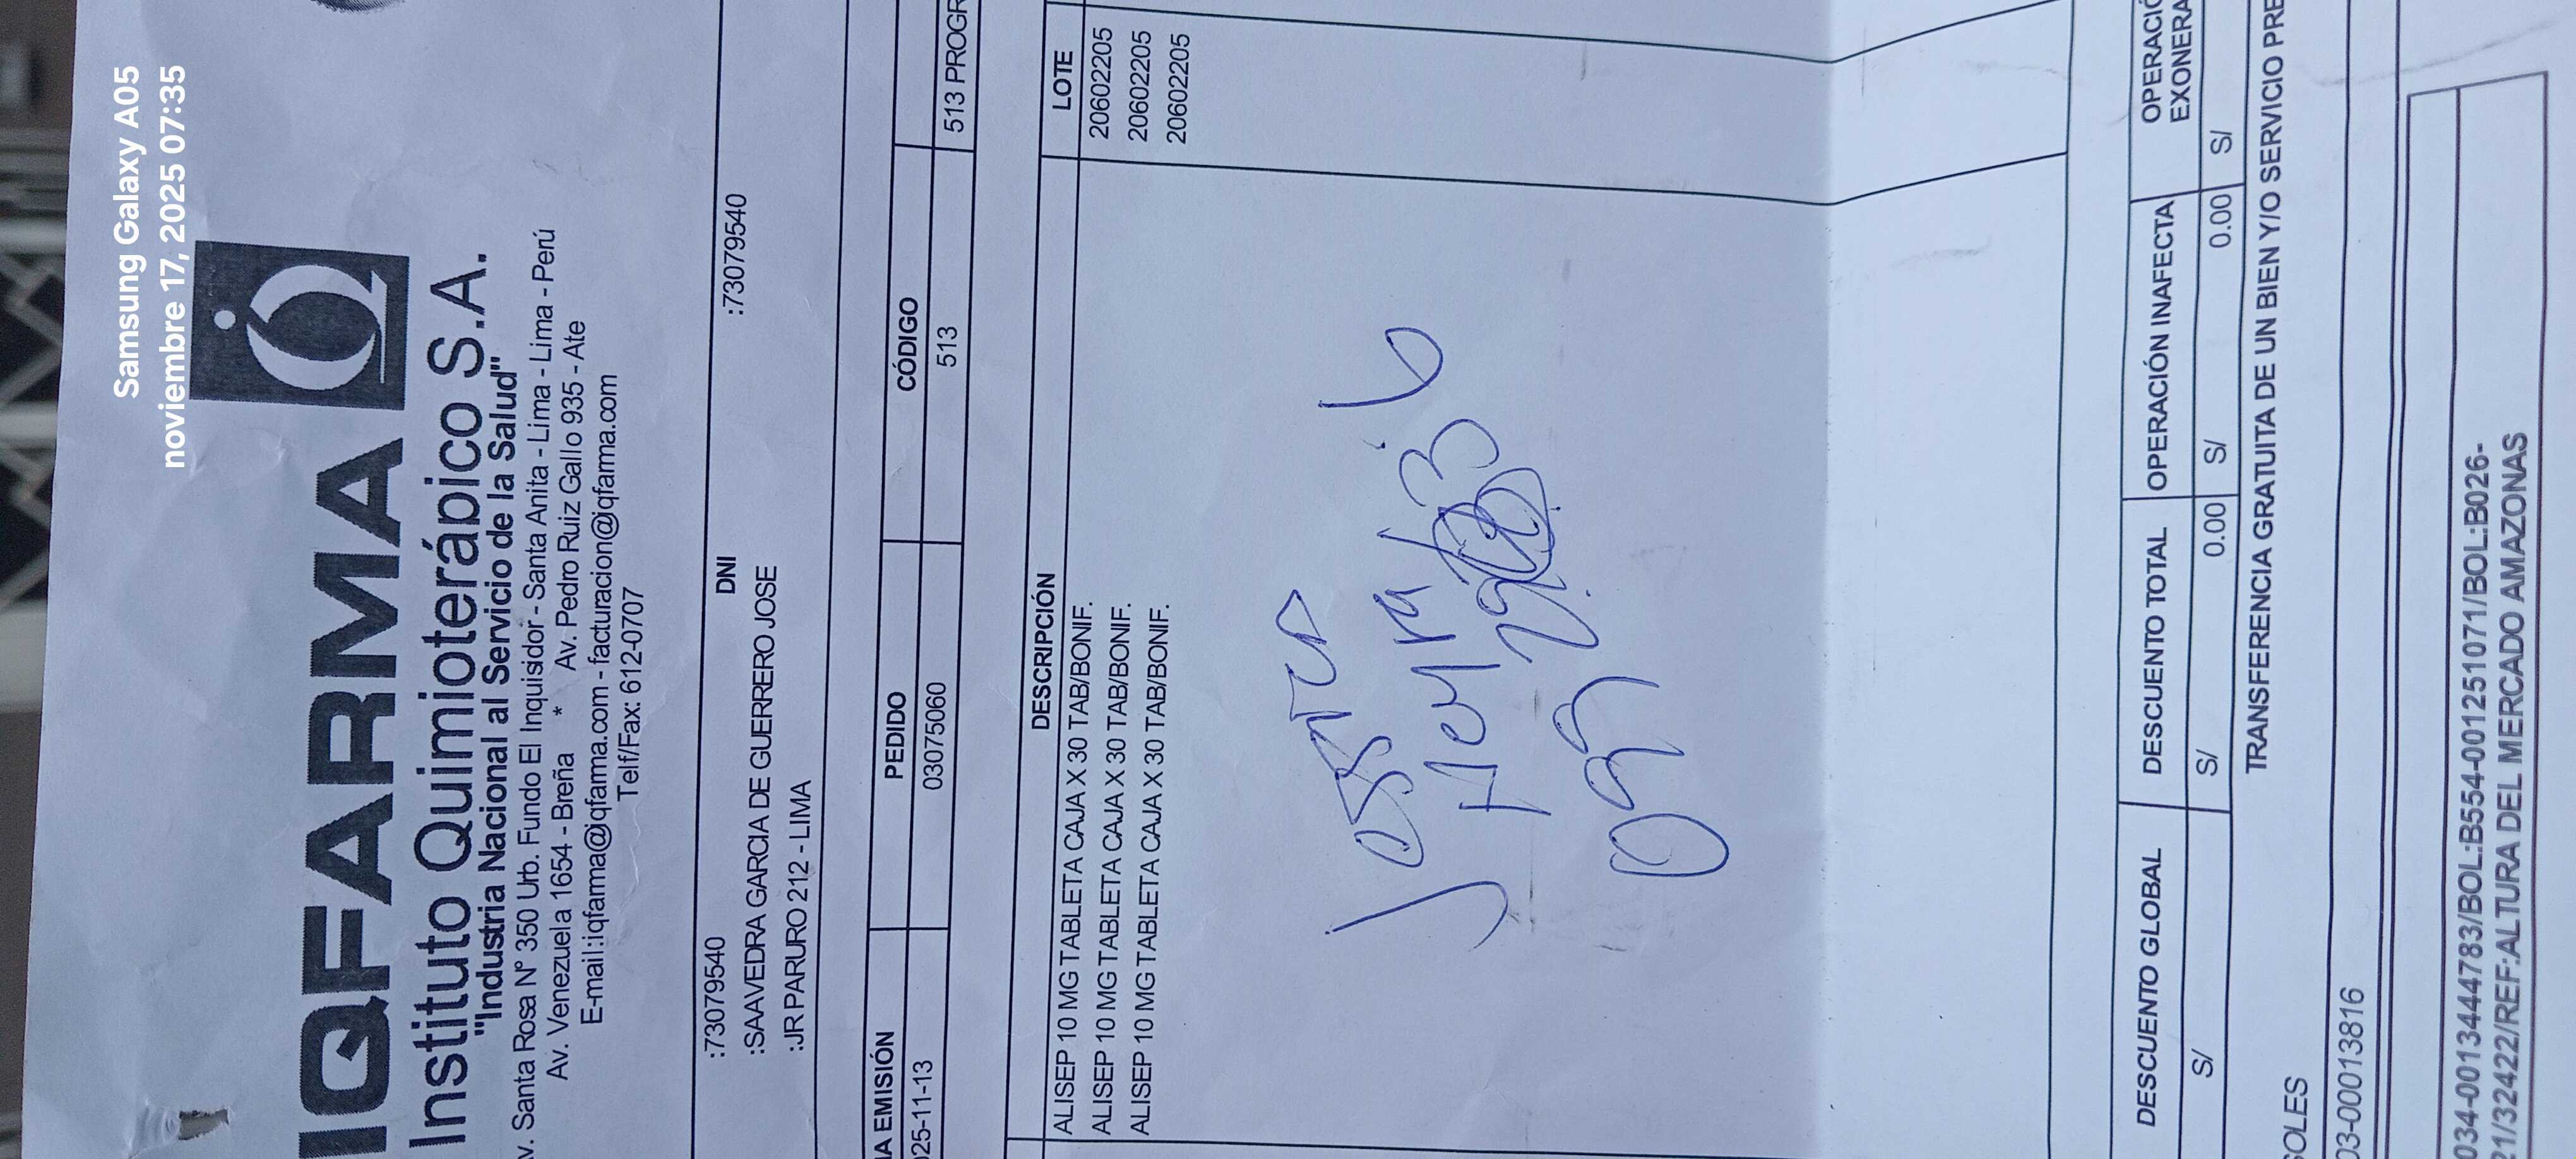 Samsung Galaxy A05
noviembre 17, 2025 07:35
IQFARMA
Instituto Quimioterápico S.A.
"Industria Nacional al Servicio de la Salud"
v. Santa Rosa Nº 350 Urb. Fundo El Inquisidor - Santa Anita - Lima - Lima - Perú
Av. Venezuela 1654 - Breña * Av. Pedro Ruiz Gallo 935 - Ate
E-mail:iqfarma@iqfarma.com - facturacion@iqfarma.com
Telf/Fax: 612-0707
:73079540 DNI :73079540
:SAAVEDRA GARCIA DE GUERRERO JOSE
:JR PARURO 212 - LIMA
A EMISIÓN PEDIDO CÓDIGO
025-11-13 03075060 513 513 PROGR
DESCRIPCIÓN LOTE
ALISEP 10 MG TABLETA CAJA X 30 TAB/BONIF. 20602205
ALISEP 10 MG TABLETA CAJA X 30 TAB/BONIF. 20602205
ALISEP 10 MG TABLETA CAJA X 30 TAB/BONIF. 20602205
DESCUENTO GLOBAL DESCUENTO TOTAL OPERACIÓN INAFECTA OPERACIÓ
EXONERA
S/ S/ 0.00 S/ 0.00 S/
TRANSFERENCIA GRATUITA DE UN BIEN Y/O SERVICIO PRE
SOLES
03-00013816
034-0013444783/BOL:B554-001251071/BOL:B026-
21/32422/REF:ALTURA DEL MERCADO AMAZONAS